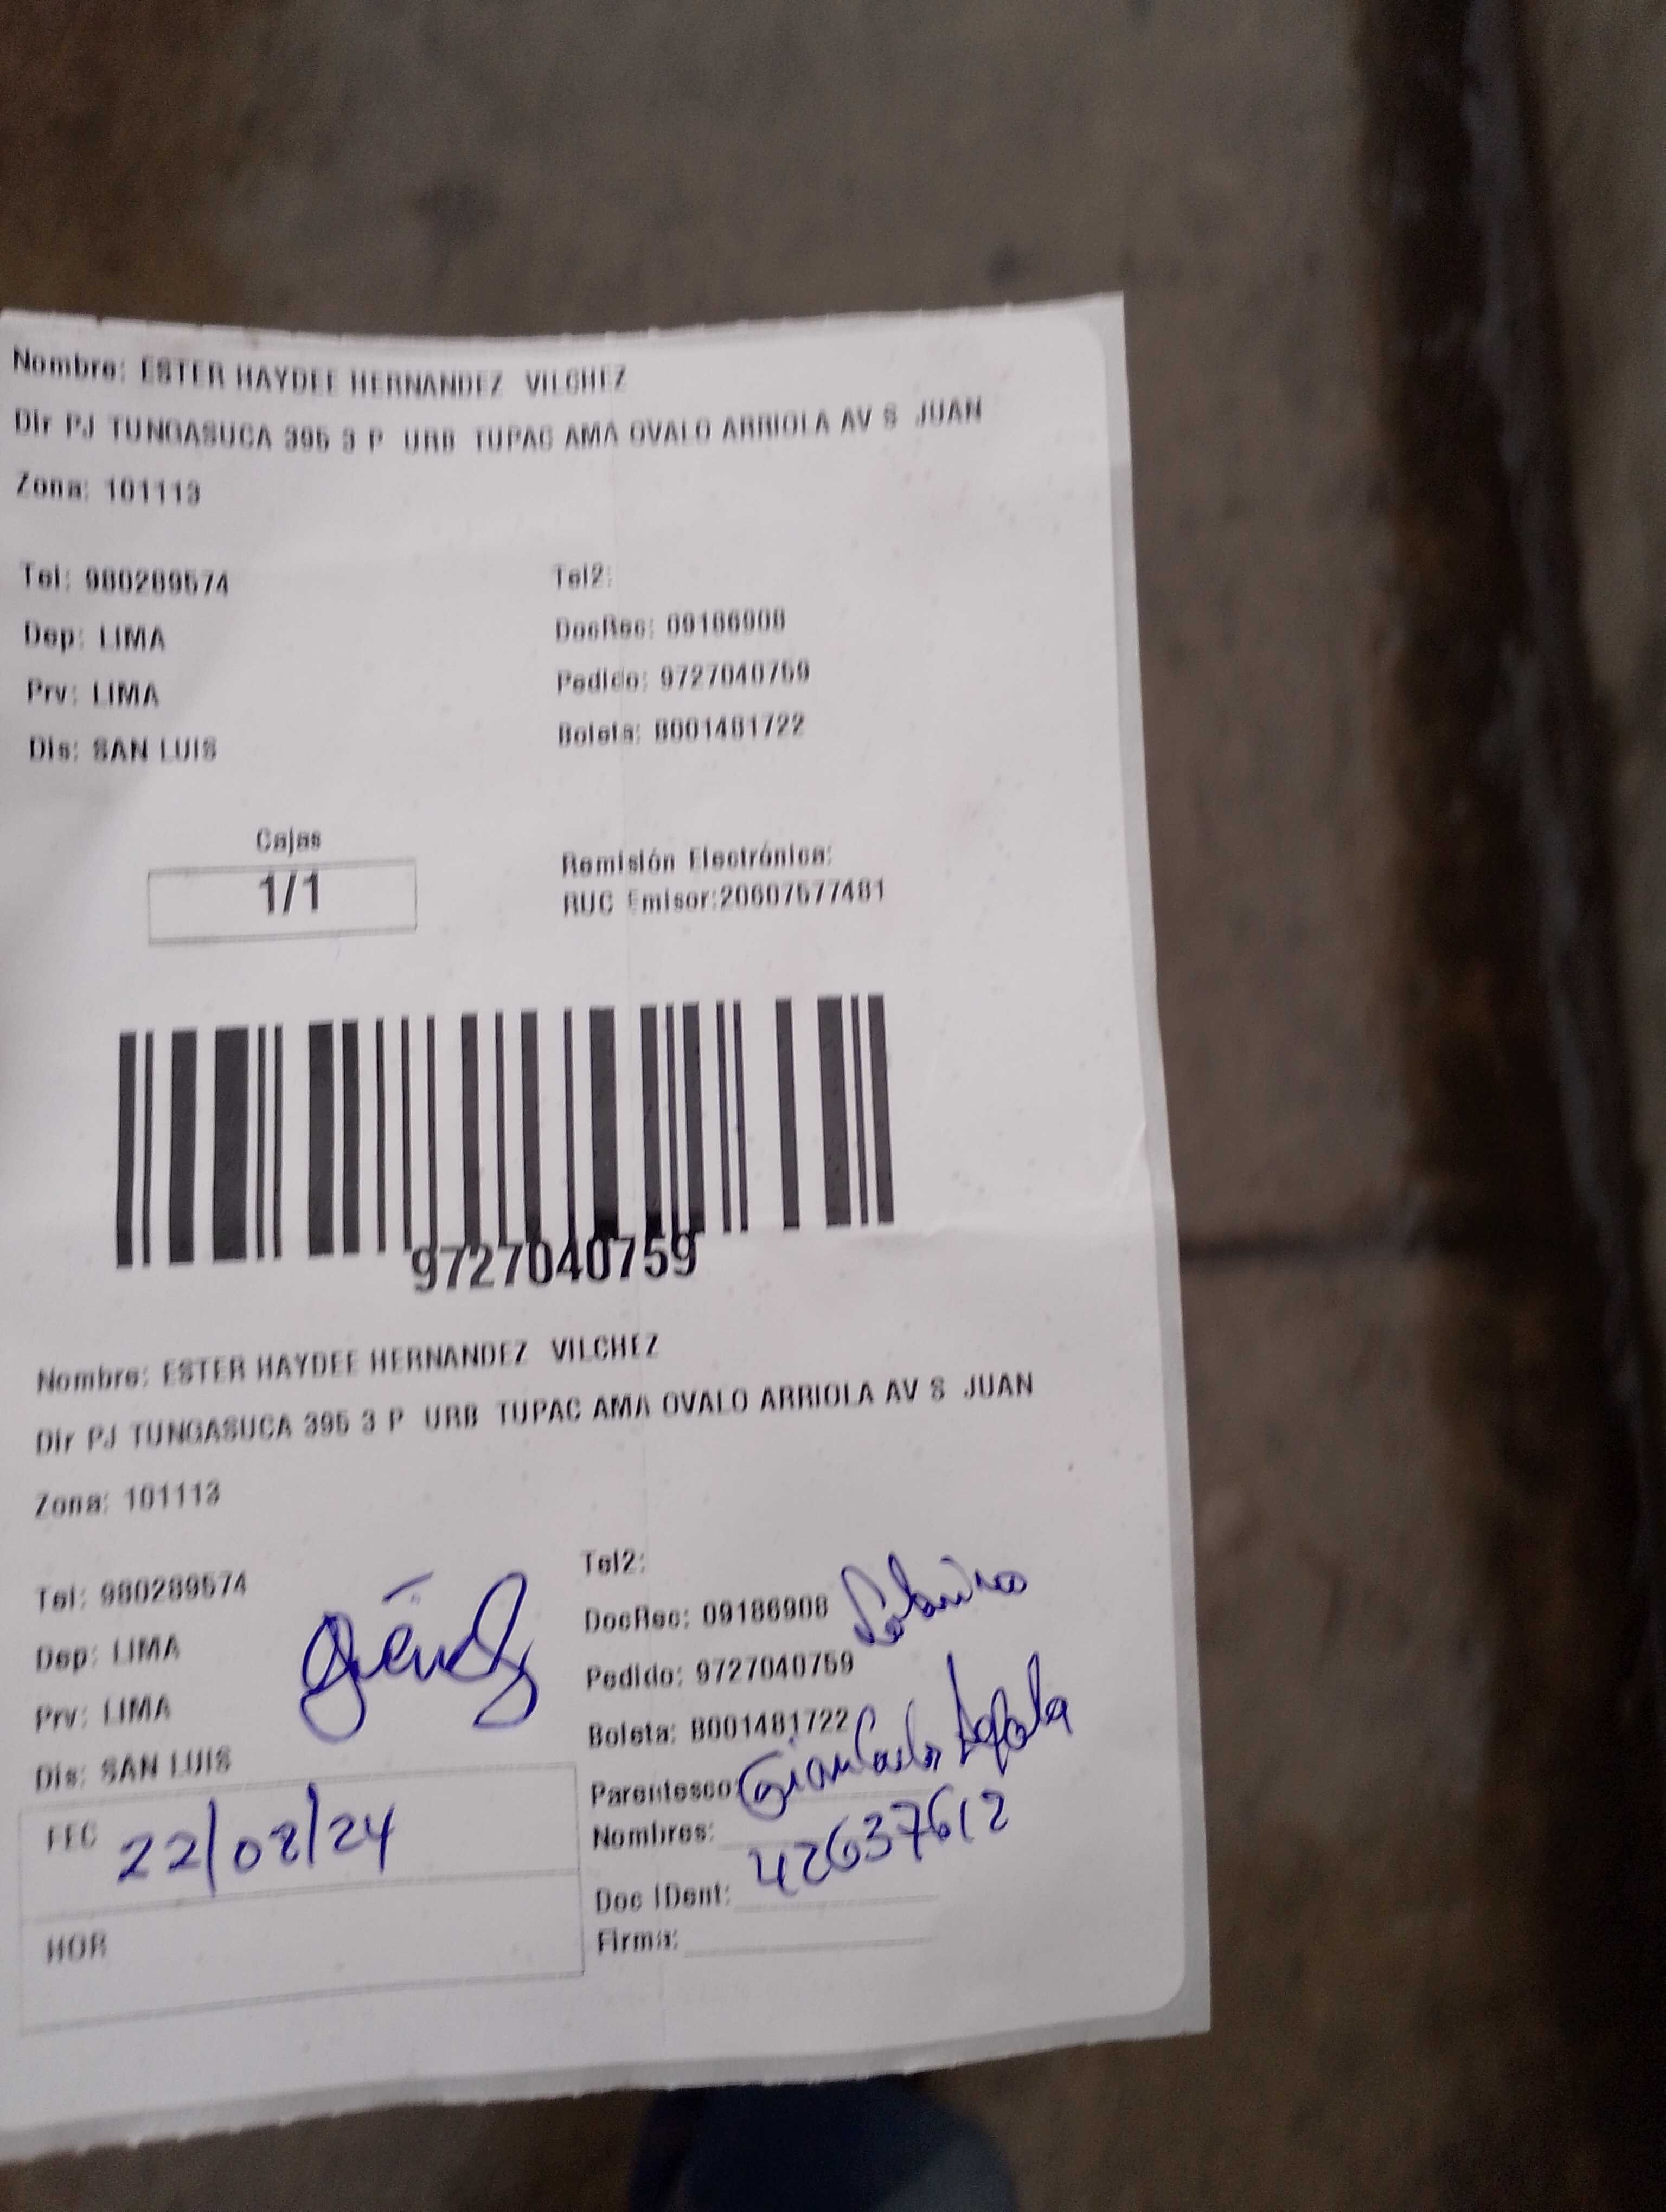 Nombre: ESTER HAYDEE HERNANDEZ VILCHEZ
Dir PJ TUNGASUCA 395 3 P URB TUPAC AMA OVALO ARRIOLA AV S JUAN
Zona: 101113
Tel: 980289574
Tel2:
Dep: LIMA
DocRec: 09186908
Prv: LIMA
Pedido: 9727040759
Dis: SAN LUIS
Boleta: B001481722
Cajas
1/1
Remisión Electrónica:
RUC Emisor:20607577481
9727040759
Nombre: ESTER HAYDEE HERNANDEZ VILCHEZ
Dir PJ TUNGASUCA 395 3 P URB TUPAC AMA OVALO ARRIOLA AV S JUAN
Zona: 101113
Tel: 980289574
Tel2:
Dep: LIMA
DocRec: 09186908
Prv: LIMA
Pedido: 9727040759
Dis: SAN LUIS
Boleta: B001481722
Parentesco:
Nombres:
Doc IDent: 42637612
Firma:
FEC 22/08/24
HOR